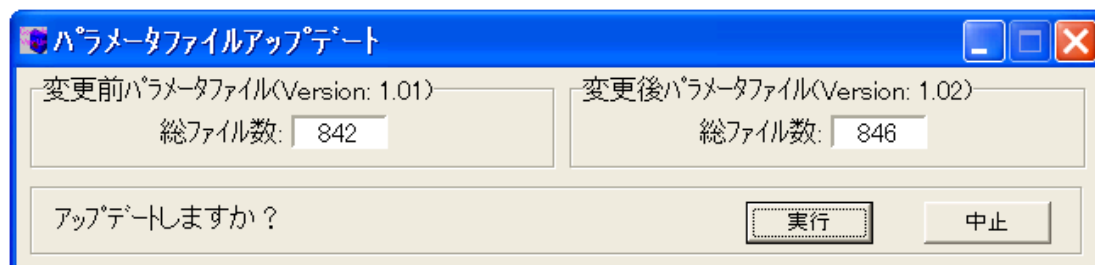 ﾊﾟﾗﾒｰﾀﾌｧｲﾙｱｯﾌﾟﾃﾞｰﾄ
変更前ﾊﾟﾗﾒｰﾀﾌｧｲﾙ(Version: 1.01)
総ﾌｧｲﾙ数: 842
変更後ﾊﾟﾗﾒｰﾀﾌｧｲﾙ(Version: 1.02)
総ﾌｧｲﾙ数: 846
ｱｯﾌﾟﾃﾞｰﾄしますか？
実行
中止